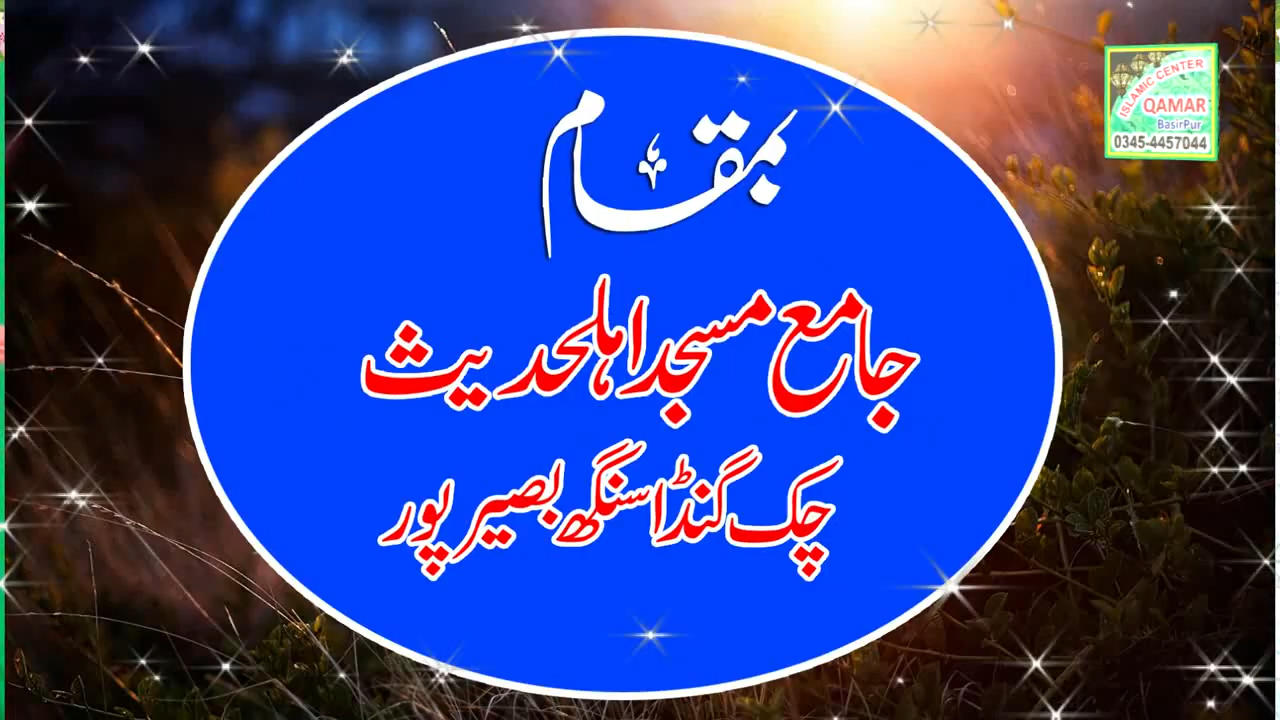 بمقام
جامع مسجد اہلحدیث
چک گنڈا سنگھ بصیر پور
ISLAMIC CENTER
QAMAR
BasirPur
0345-4457044